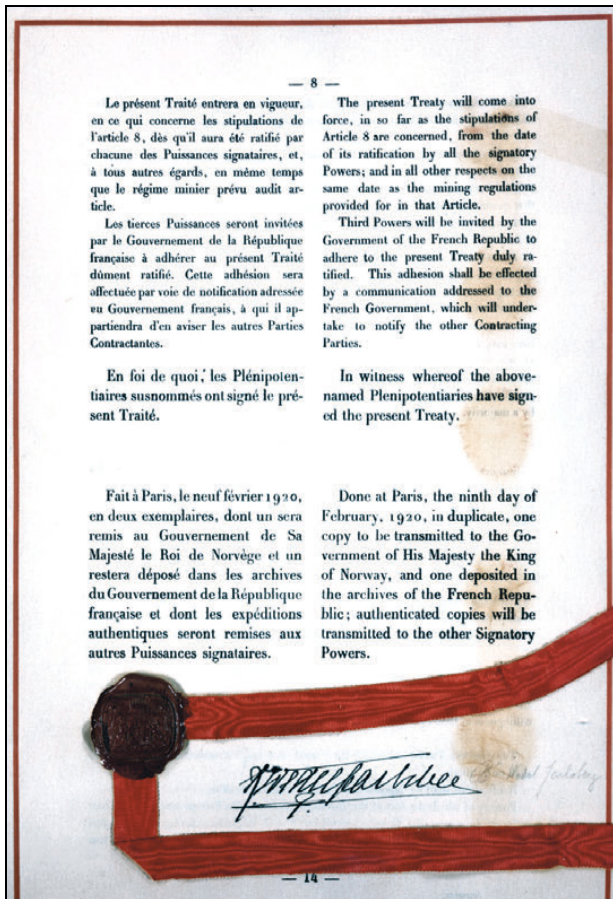 — 8 —
Le présent Traité entrera en vigueur,
en ce qui concerne les stipulations de
l'article 8, dès qu'il aura été ratifié par
chacune des Puissances signataires, et,
à tous autres égards, en même temps
que le régime minier prévu audit ar-
ticle.
Les tierces Puissances seront invitées
par le Gouvernement de la République
française à adhérer au présent Traité
dûment ratifié. Cette adhésion sera
effectuée par voie de notification adressée
au Gouvernement français, à qui il ap-
partiendra d'en aviser les autres Parties
Contractantes.
En foi de quoi, les Plénipoten-
tiaires susnommés ont signé le pré-
sent Traité.
Fait à Paris, le neuf février 1920,
en deux exemplaires, dont un sera
remis au Gouvernement de Sa
Majesté le Roi de Norvège et un
restera déposé dans les archives
du Gouvernement de la République
française et dont les expéditions
authentiques seront remises aux
autres Puissances signataires.
The present Treaty will come into
force, in so far as the stipulations of
Article 8 are concerned, from the date
of its ratification by all the signatory
Powers; and in all other respects on the
same date as the mining regulations
provided for in that Article.
Third Powers will be invited by the
Government of the French Republic to
adhere to the present Treaty duly ra-
tified. This adhesion shall be effected
by a communication addressed to the
French Government, which will under-
take to notify the other Contracting
Parties.
In witness whereof the above-
named Plenipotentiaries have sign-
ed the present Treaty.
Done at Paris, the ninth day of
February, 1920, in duplicate, one
copy to be transmitted to the Go-
vernment of His Majesty the King
of Norway, and one deposited in
the archives of the French Repu-
blic; authenticated copies will be
transmitted to the other Signatory
Powers.
— 14 —